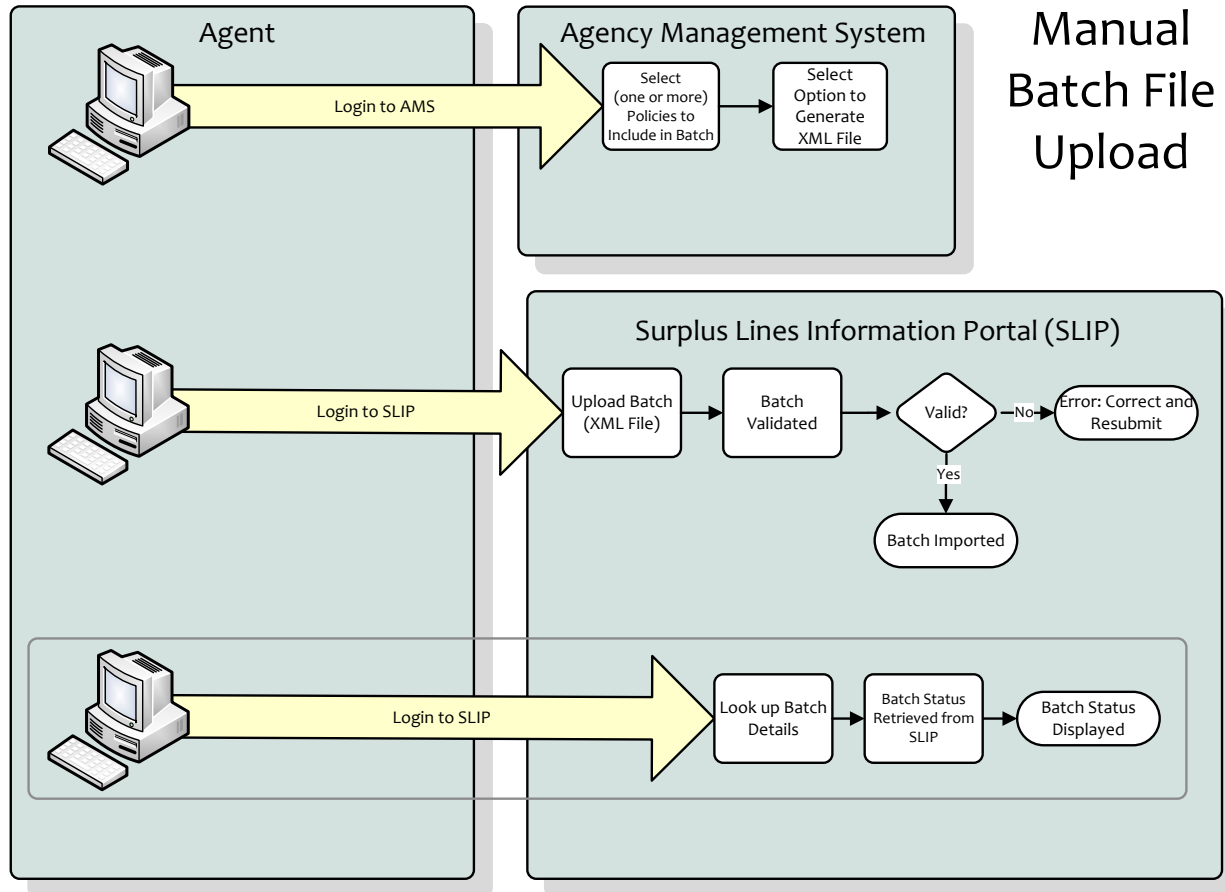 Manual
Batch File
Upload
Agent
Agency Management System
Login to AMS
Select
(one or more)
Policies to
Include in Batch
Select
Option to
Generate
XML File
Surplus Lines Information Portal (SLIP)
Login to SLIP
Upload Batch
(XML File)
Batch
Validated
Valid?
No
Error: Correct and
Resubmit
Yes
Batch Imported
Login to SLIP
Look up Batch
Details
Batch Status
Retrieved from
SLIP
Batch Status
Displayed